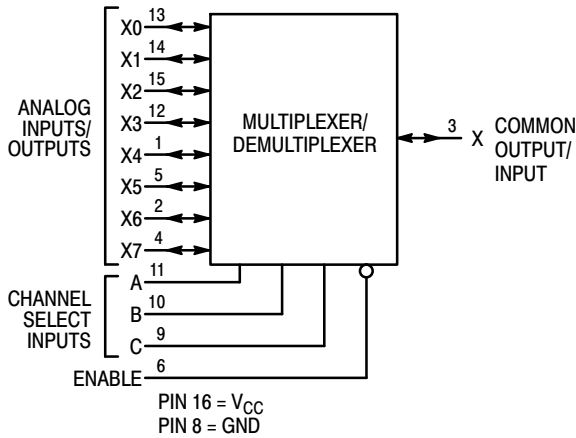 X0 13
X1 14
X2 15
X3 12
X4 1
X5 5
X6 2
X7 4
ANALOG
INPUTS/
OUTPUTS
MULTIPLEXER/
DEMULTIPLEXER
3 X COMMON
OUTPUT/
INPUT
A 11
B 10
C 9
CHANNEL
SELECT
INPUTS
ENABLE 6
PIN 16 = VCC
PIN 8 = GND